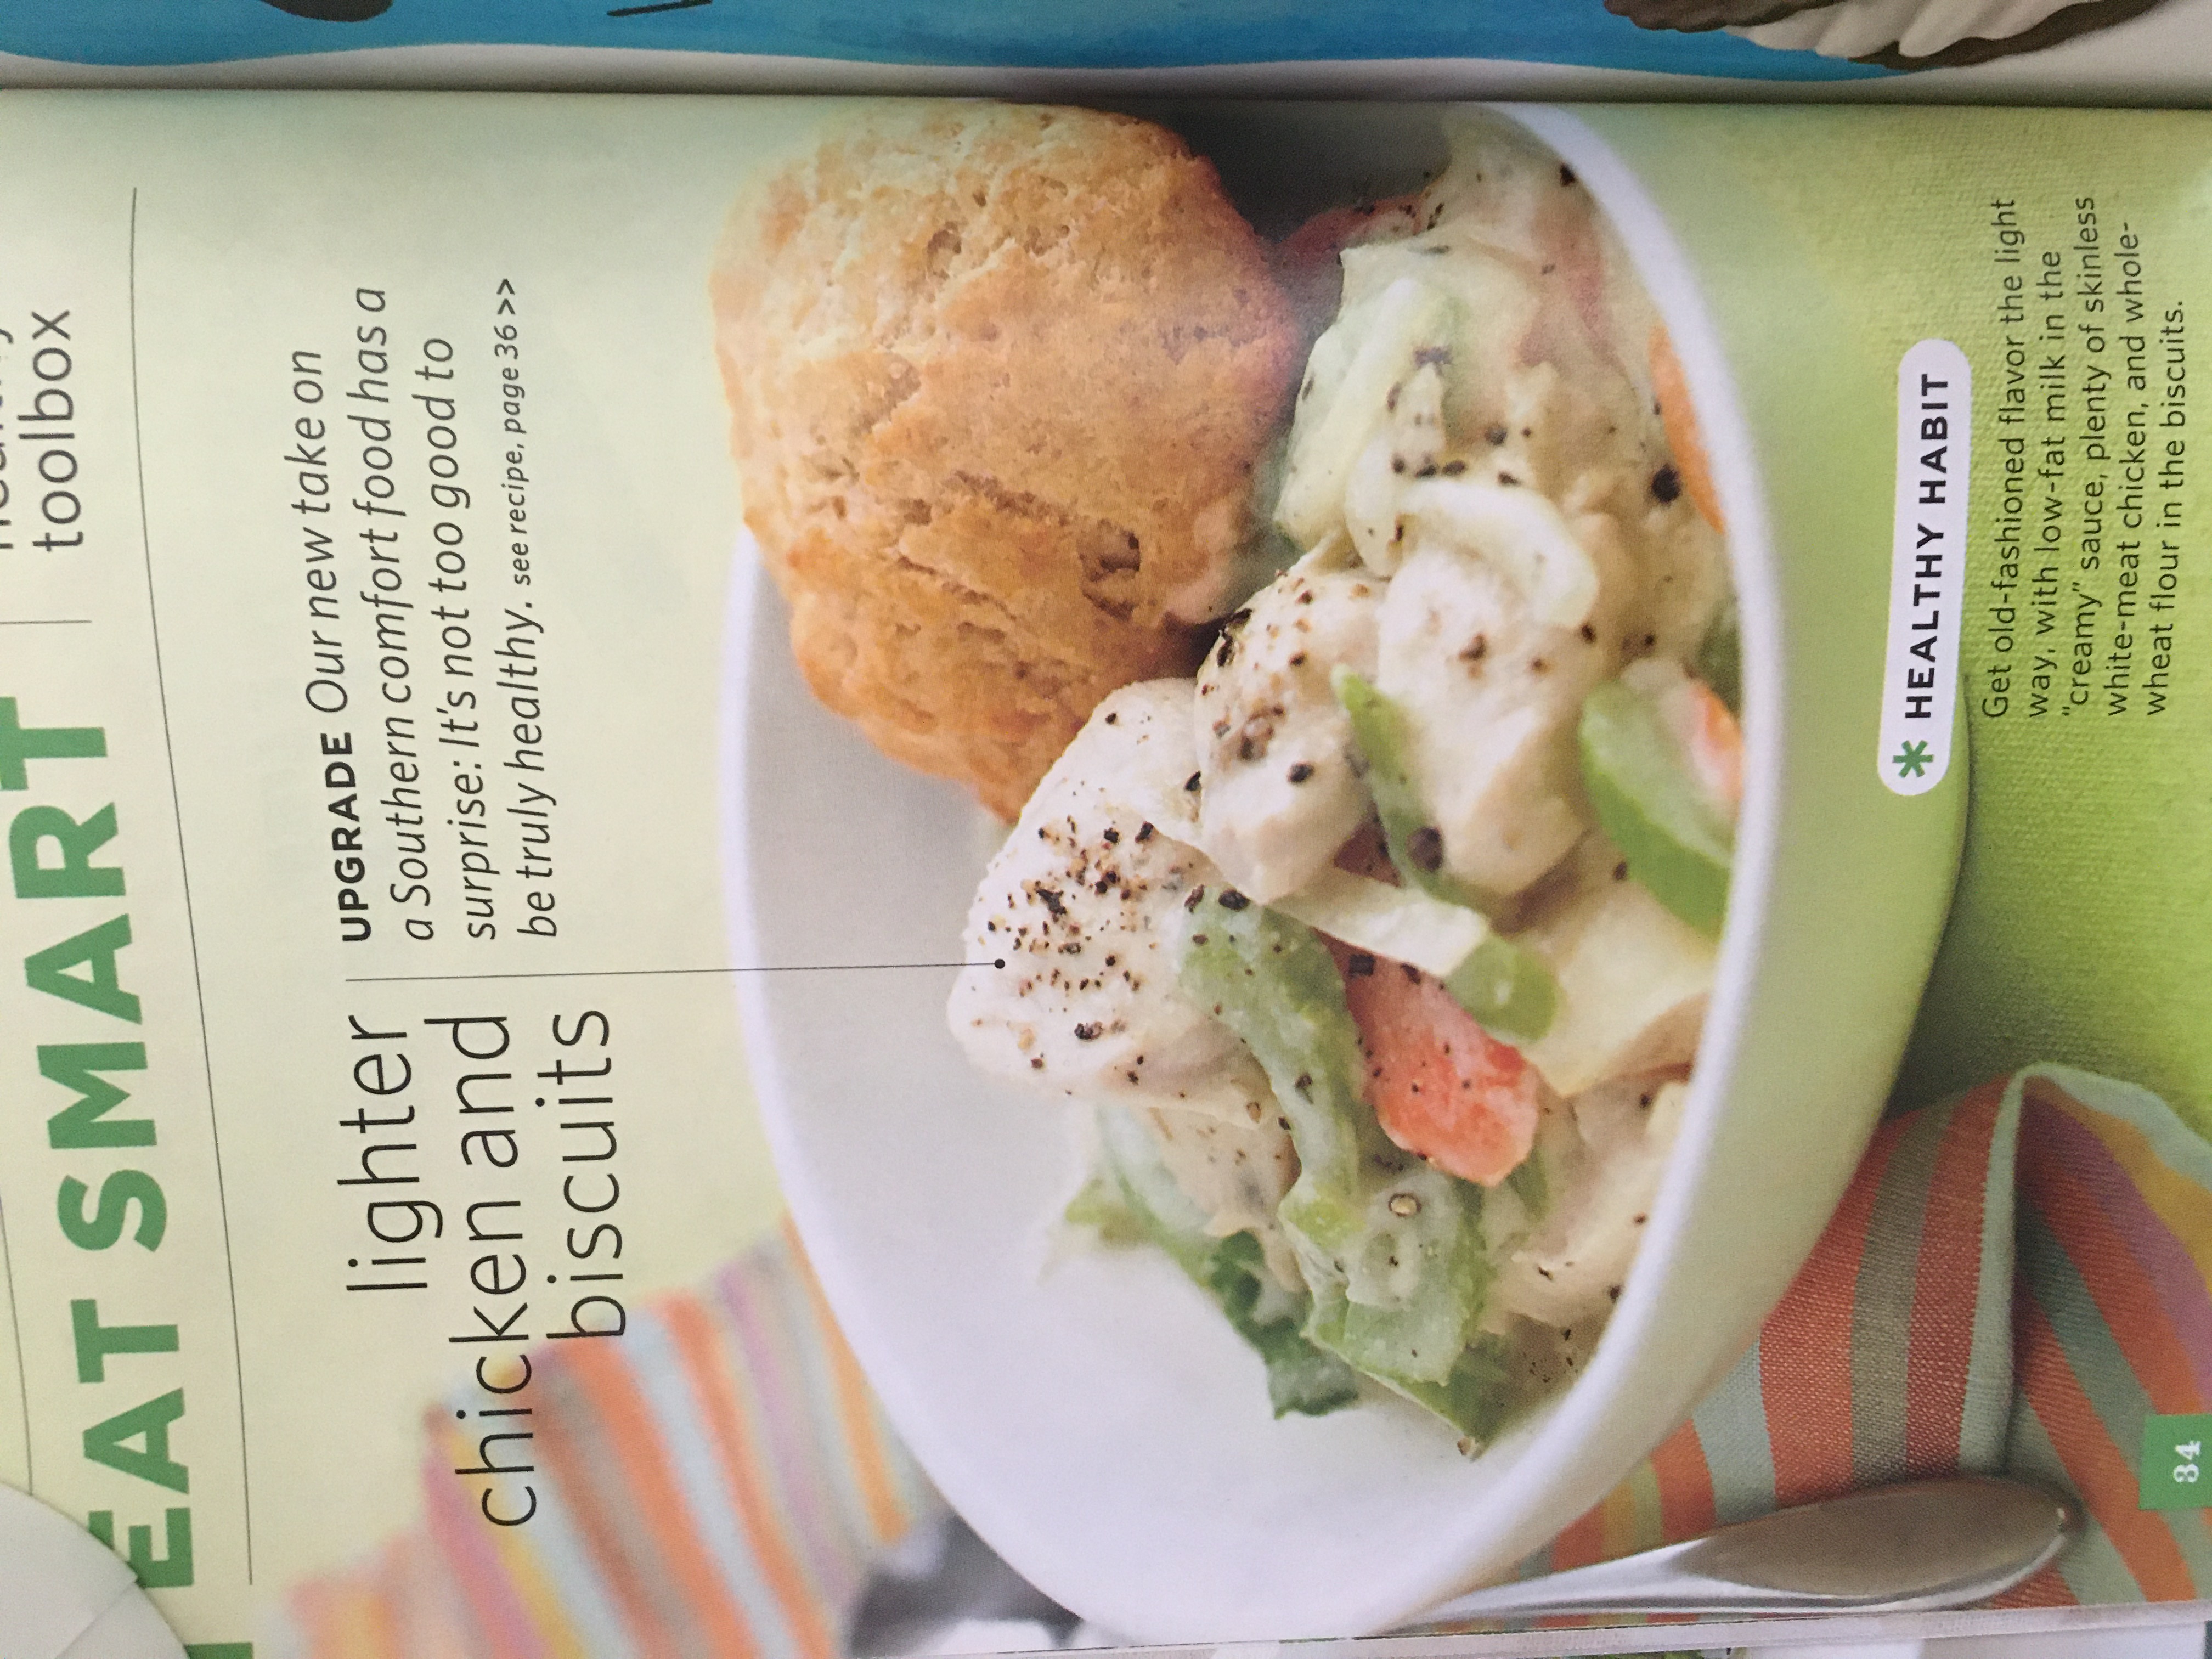 EAT SMART
toolbox
lighter
chicken and
biscuits
UPGRADE Our new take on
a Southern comfort food has a
surprise: It's not too good to
be truly healthy. see recipe, page 36 >>
* HEALTHY HABIT
Get old-fashioned flavor the light
way, with low-fat milk in the
"creamy" sauce, plenty of skinless
white-meat chicken, and whole-
wheat flour in the biscuits.
34